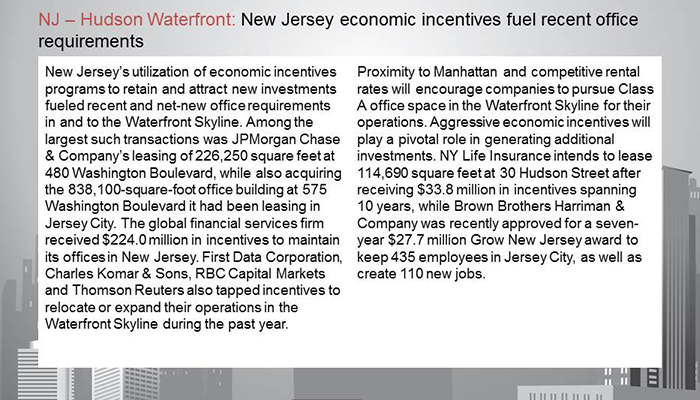 NJ – Hudson Waterfront: New Jersey economic incentives fuel recent office
requirements
New Jersey's utilization of economic incentives
programs to retain and attract new investments
fueled recent and net-new office requirements
in and to the Waterfront Skyline. Among the
largest such transactions was JPMorgan Chase
& Company's leasing of 226,250 square feet at
480 Washington Boulevard, while also acquiring
the 838,100-square-foot office building at 575
Washington Boulevard it had been leasing in
Jersey City. The global financial services firm
received $224.0 million in incentives to maintain
its offices in New Jersey. First Data Corporation,
Charles Komar & Sons, RBC Capital Markets
and Thomson Reuters also tapped incentives to
relocate or expand their operations in the
Waterfront Skyline during the past year.
Proximity to Manhattan and competitive rental
rates will encourage companies to pursue Class
A office space in the Waterfront Skyline for their
operations. Aggressive economic incentives will
play a pivotal role in generating additional
investments. NY Life Insurance intends to lease
114,690 square feet at 30 Hudson Street after
receiving $33.8 million in incentives spanning
10 years, while Brown Brothers Harriman &
Company was recently approved for a seven-
year $27.7 million Grow New Jersey award to
keep 435 employees in Jersey City, as well as
create 110 new jobs.